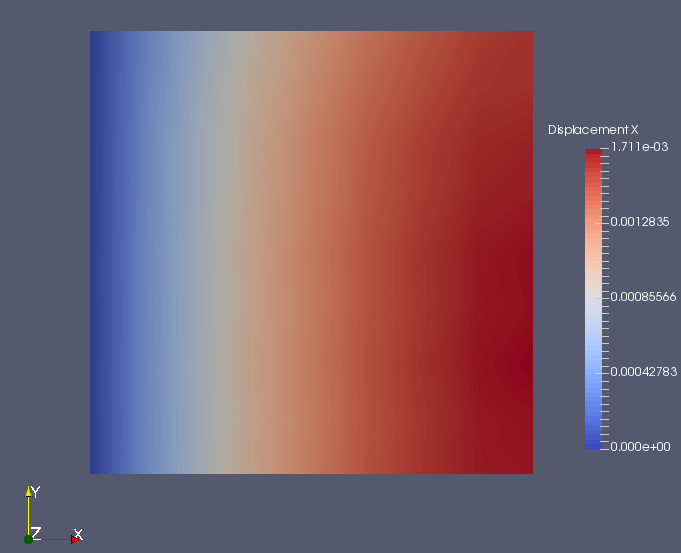 Displacement X
1.711e-03
0.0012835
0.00085566
0.00042783
0.000e+00
Y
Z
X